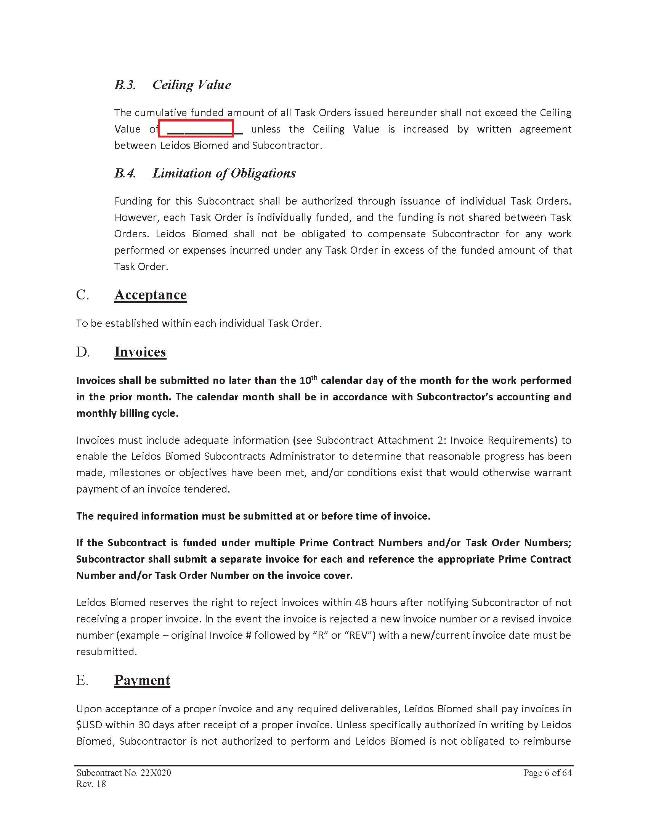 B.3. Ceiling Value
The cumulative funded amount of all Task Orders issued hereunder shall not exceed the Ceiling
Value of ____________ unless the Ceiling Value is increased by written agreement
between Leidos Biomed and Subcontractor.
B.4. Limitation of Obligations
Funding for this Subcontract shall be authorized through issuance of individual Task Orders.
However, each Task Order is individually funded, and the funding is not shared between Task
Orders. Leidos Biomed shall not be obligated to compensate Subcontractor for any work
performed or expenses incurred under any Task Order in excess of the funded amount of that
Task Order.
C. Acceptance
To be established within each individual Task Order.
D. Invoices
Invoices shall be submitted no later than the 10th calendar day of the month for the work performed
in the prior month. The calendar month shall be in accordance with Subcontractor's accounting and
monthly billing cycle.
Invoices must include adequate information (see Subcontract Attachment 2: Invoice Requirements) to
enable the Leidos Biomed Subcontracts Administrator to determine that reasonable progress has been
made, milestones or objectives have been met, and/or conditions exist that would otherwise warrant
payment of an invoice tendered.
The required information must be submitted at or before time of invoice.
If the Subcontract is funded under multiple Prime Contract Numbers and/or Task Order Numbers;
Subcontractor shall submit a separate invoice for each and reference the appropriate Prime Contract
Number and/or Task Order Number on the invoice cover.
Leidos Biomed reserves the right to reject invoices within 48 hours after notifying Subcontractor of not
receiving a proper invoice. In the event the invoice is rejected a new invoice number or a revised invoice
number (example – original Invoice # followed by "R" or "REV") with a new/current invoice date must be
resubmitted.
E. Payment
Upon acceptance of a proper invoice and any required deliverables, Leidos Biomed shall pay invoices in
$USD within 30 days after receipt of a proper invoice. Unless specifically authorized in writing by Leidos
Biomed, Subcontractor is not authorized to perform and Leidos Biomed is not obligated to reimburse
Subcontract No. 22X020 Page 6 of 64
Rev. 18